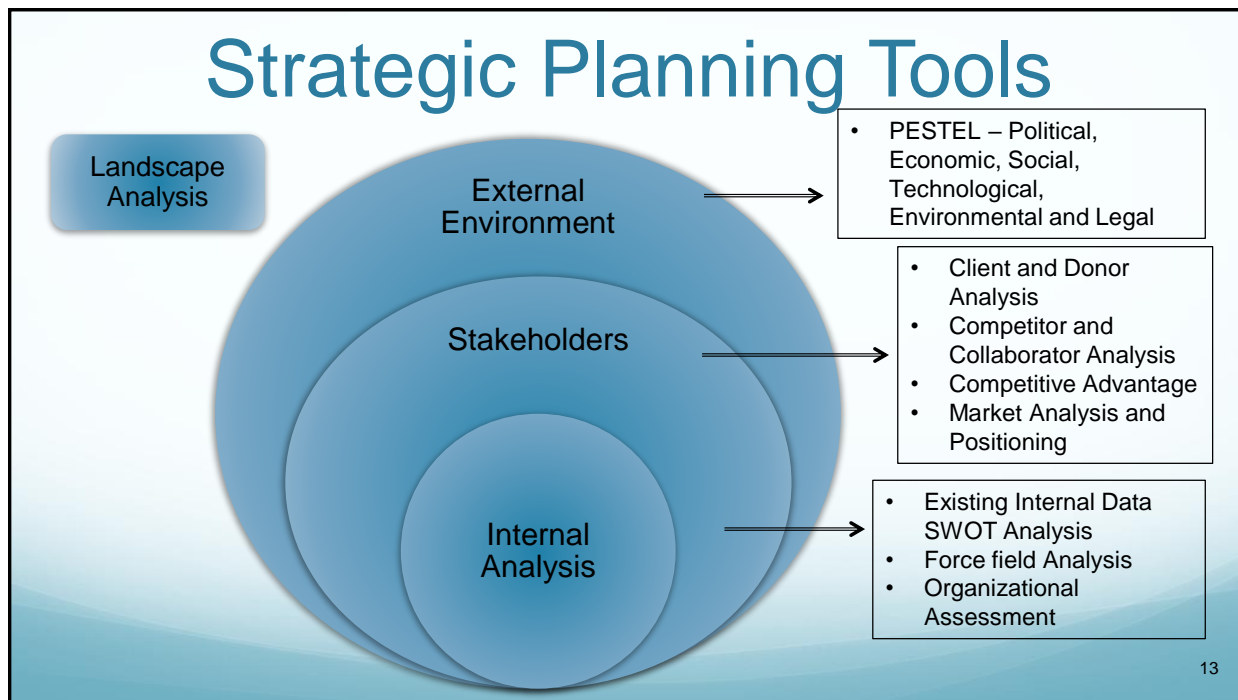 Strategic Planning Tools
Landscape
Analysis
External
Environment
Stakeholders
Internal
Analysis
• PESTEL – Political,
Economic, Social,
Technological,
Environmental and Legal
• Client and Donor
Analysis
• Competitor and
Collaborator Analysis
• Competitive Advantage
• Market Analysis and
Positioning
• Existing Internal Data
SWOT Analysis
• Force field Analysis
• Organizational
Assessment
13